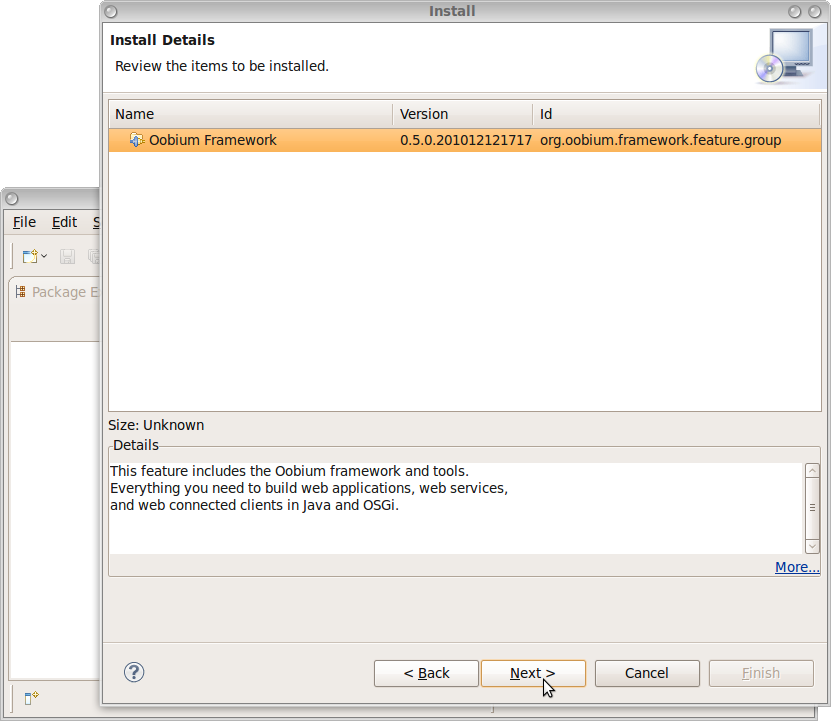 Install
Install Details
Review the items to be installed.
Name Version Id
Oobium Framework 0.5.0.201012121717 org.oobium.framework.feature.group
File Edit S
Package E
Size: Unknown
Details
This feature includes the Oobium framework and tools.
Everything you need to build web applications, web services,
and web connected clients in Java and OSGi.
More...
? < Back Next > Cancel Finish